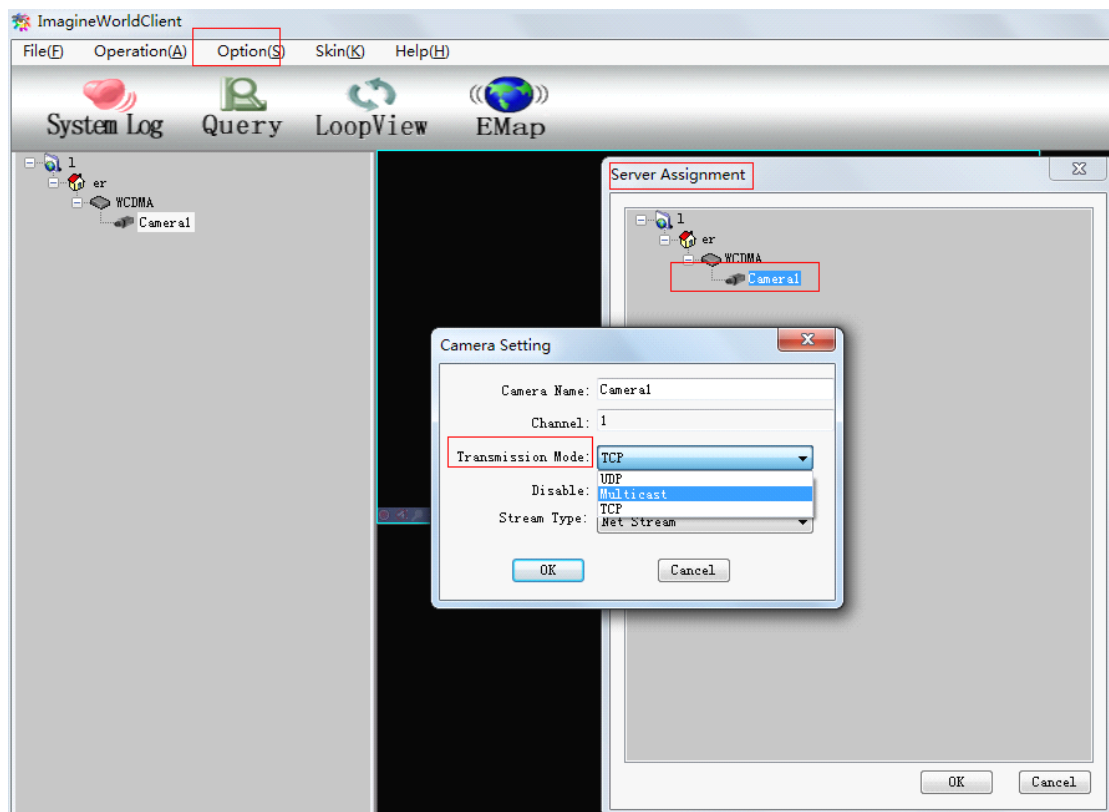 ImagineWorldClient
File(F) Operation(A) Option(S) Skin(K) Help(H)
System Log Query LoopView EMap
1
er
WCDMA
Camera1
Server Assignment
1
er
WCDMA
Camera1
Camera Setting
Camera Name: Camera1
Channel: 1
Transmission Mode: TCP
UDP
Disable:
Multicast
TCP
Stream Type: Net Stream
OK Cancel
OK Cancel